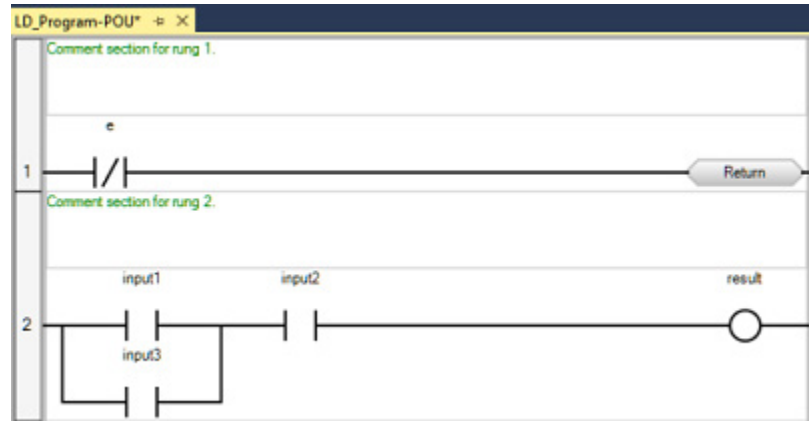 LD_Program-POU*
Comment section for rung 1.
e
1
Return
Comment section for rung 2.
input1 input2 result
2
input3